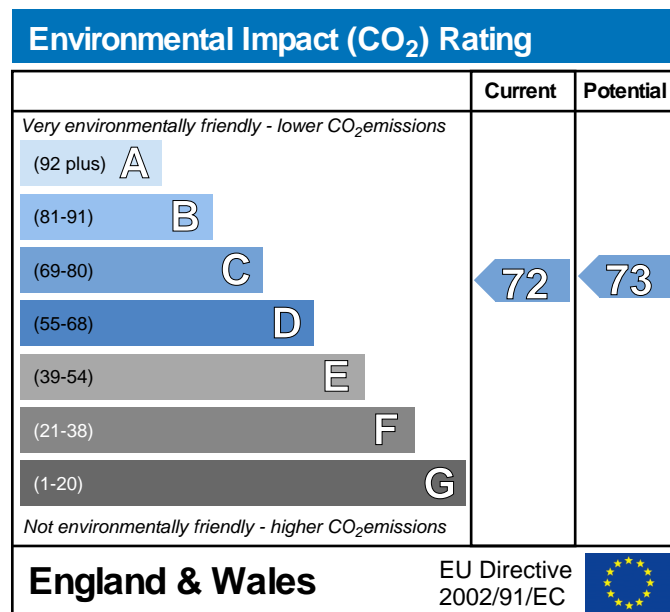 Environmental Impact (CO₂) Rating
Current Potential
Very environmentally friendly - lower CO₂emissions
(92 plus) A
(81-91) B
(69-80) C 72 73
(55-68) D
(39-54) E
(21-38) F
(1-20) G
Not environmentally friendly - higher CO₂emissions
England & Wales
EU Directive
2002/91/EC